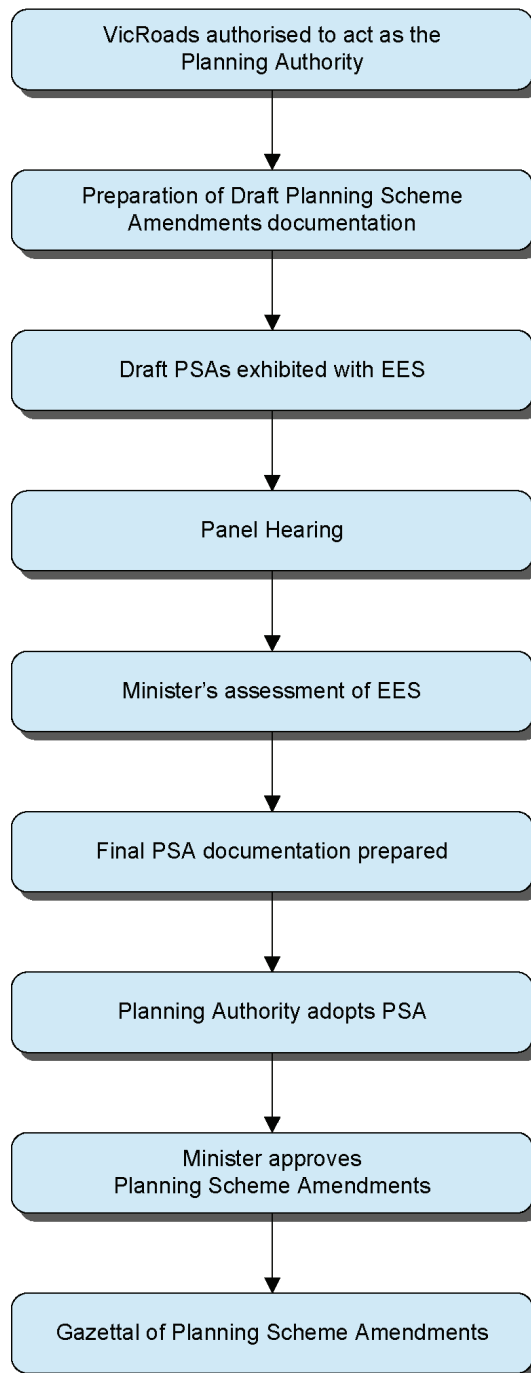 VicRoads authorised to act as the
Planning Authority
Preparation of Draft Planning Scheme
Amendments documentation
Draft PSAs exhibited with EES
Panel Hearing
Minister’s assessment of EES
Final PSA documentation prepared
Planning Authority adopts PSA
Minister approves
Planning Scheme Amendments
Gazettal of Planning Scheme Amendments